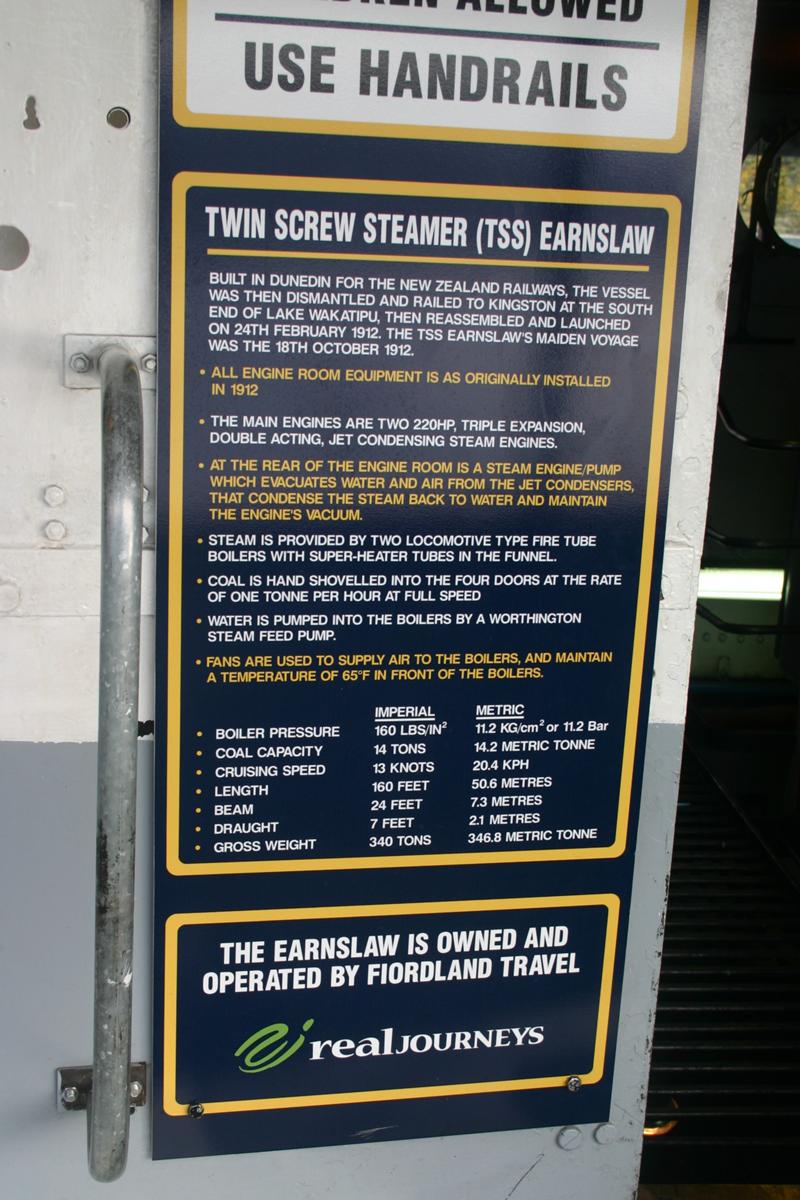 ALLOWED
USE HANDRAILS
TWIN SCREW STEAMER (TSS) EARNSLAW
BUILT IN DUNEDIN FOR THE NEW ZEALAND RAILWAYS, THE VESSEL
WAS THEN DISMANTLED AND RAILED TO KINGSTON AT THE SOUTH
END OF LAKE WAKATIPU, THEN REASSEMBLED AND LAUNCHED
ON 24TH FEBRUARY 1912. THE TSS EARNSLAW'S MAIDEN VOYAGE
WAS THE 18TH OCTOBER 1912.
• ALL ENGINE ROOM EQUIPMENT IS AS ORIGINALLY INSTALLED
IN 1912
• THE MAIN ENGINES ARE TWO 220HP, TRIPLE EXPANSION,
DOUBLE ACTING, JET CONDENSING STEAM ENGINES.
• AT THE REAR OF THE ENGINE ROOM IS A STEAM ENGINE/PUMP
WHICH EVACUATES WATER AND AIR FROM THE JET CONDENSERS,
THAT CONDENSE THE STEAM BACK TO WATER AND MAINTAIN
THE ENGINE'S VACUUM.
• STEAM IS PROVIDED BY TWO LOCOMOTIVE TYPE FIRE TUBE
BOILERS WITH SUPER-HEATER TUBES IN THE FUNNEL.
• COAL IS HAND SHOVELLED INTO THE FOUR DOORS AT THE RATE
OF ONE TONNE PER HOUR AT FULL SPEED
• WATER IS PUMPED INTO THE BOILERS BY A WORTHINGTON
STEAM FEED PUMP.
• FANS ARE USED TO SUPPLY AIR TO THE BOILERS, AND MAINTAIN
A TEMPERATURE OF 65°F IN FRONT OF THE BOILERS.
IMPERIAL METRIC
• BOILER PRESSURE 160 LBS/IN² 11.2 KG/cm² or 11.2 Bar
• COAL CAPACITY 14 TONS 14.2 METRIC TONNE
• CRUISING SPEED 13 KNOTS 20.4 KPH
• LENGTH 160 FEET 50.6 METRES
• BEAM 24 FEET 7.3 METRES
• DRAUGHT 7 FEET 2.1 METRES
• GROSS WEIGHT 340 TONS 346.8 METRIC TONNE
THE EARNSLAW IS OWNED AND
OPERATED BY FIORDLAND TRAVEL
realJOURNEYS